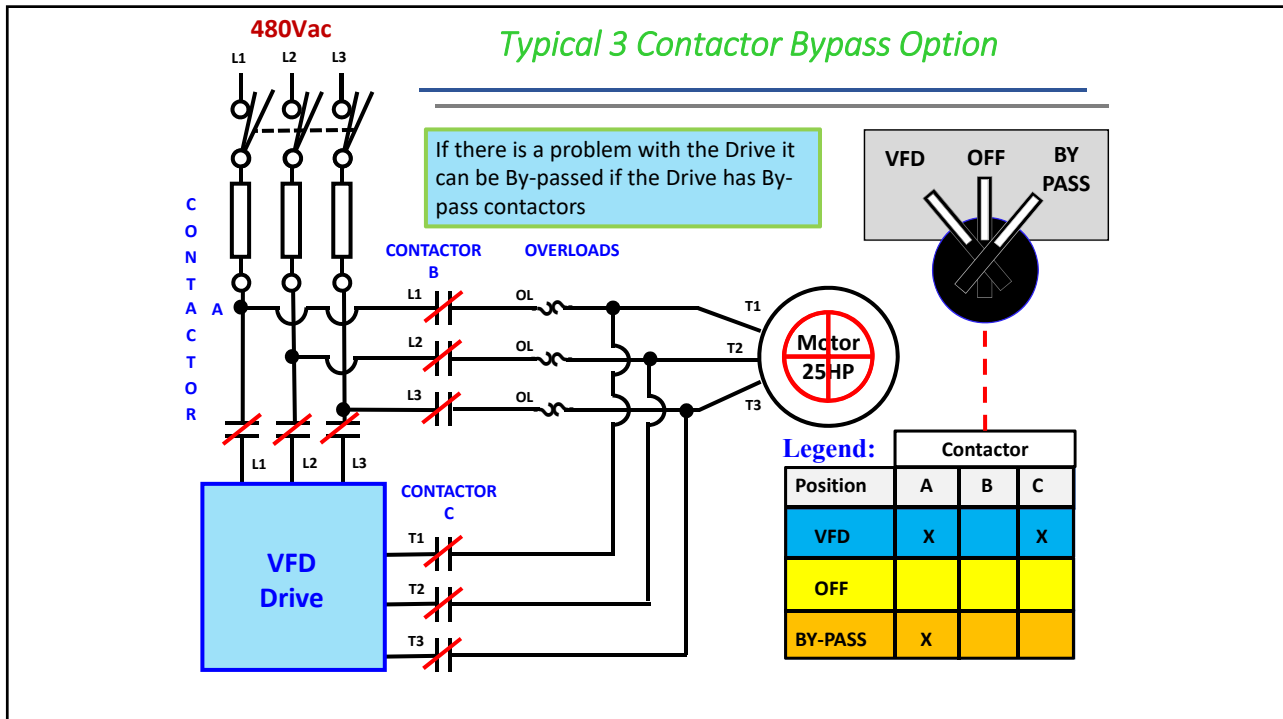 480Vac
Typical 3 Contactor Bypass Option
L1 L2 L3
If there is a problem with the Drive it
can be By-passed if the Drive has By-
pass contactors
VFD OFF BY
PASS
CONTACTOR
A
CONTACTOR
B
OVERLOADS
L1 OL
L2 OL
L3 OL
T1
T2
T3
Motor
25HP
L1 L2 L3
VFD
Drive
CONTACTOR
C
T1
T2
T3
Legend:
Contactor
Position A B C
VFD X X
OFF
BY-PASS X